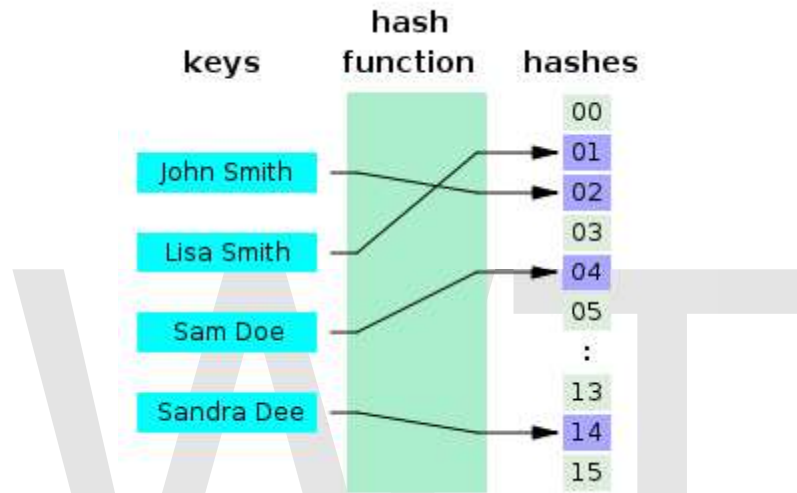 hash
keys function hashes
00
01
John Smith
02
03
Lisa Smith
04
05
Sam Doe
:
13
Sandra Dee
14
15